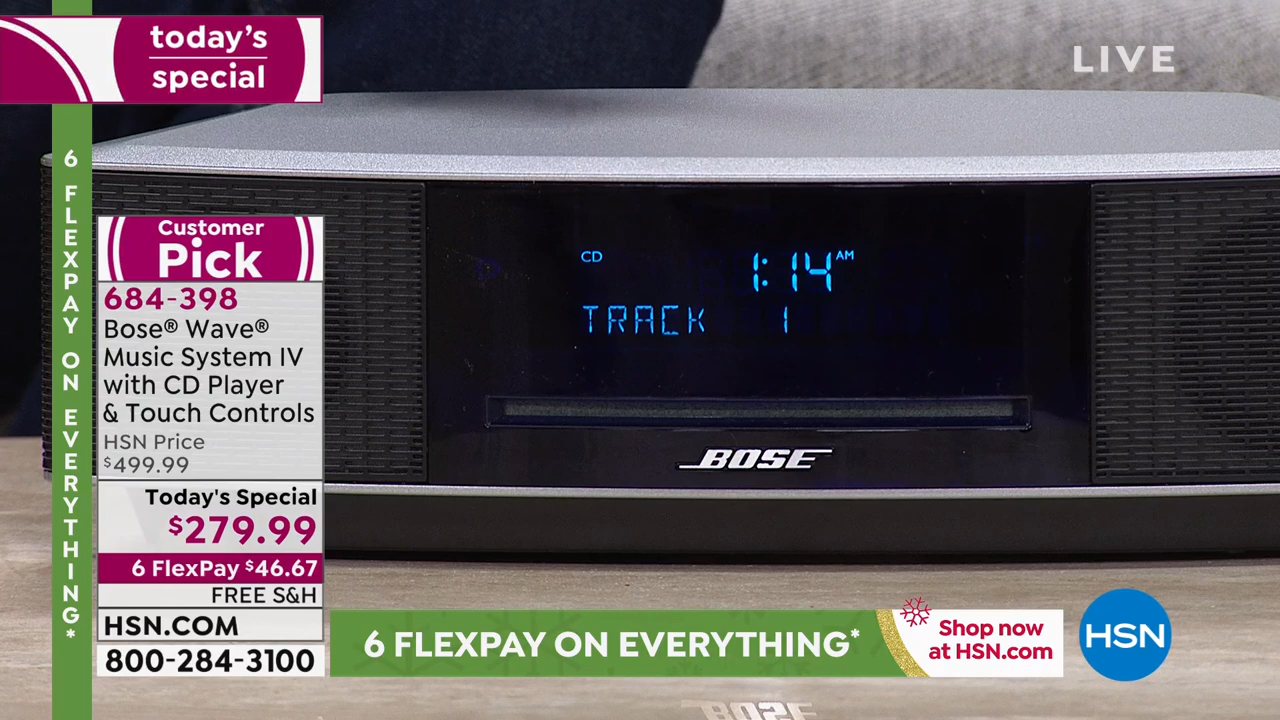 today's
special
LIVE
6 FLEXPAY ON EVERYTHING*
Customer
Pick
684-398
Bose® Wave®
Music System IV
with CD Player
& Touch Controls
HSN Price
$499.99
Today's Special
$279.99
6 FlexPay $46.67
FREE S&H
HSN.COM
800-284-3100
CD 1:14 AM
TRACK 1
BOSE
6 FLEXPAY ON EVERYTHING*
Shop now
at HSN.com
HSN
BOSE